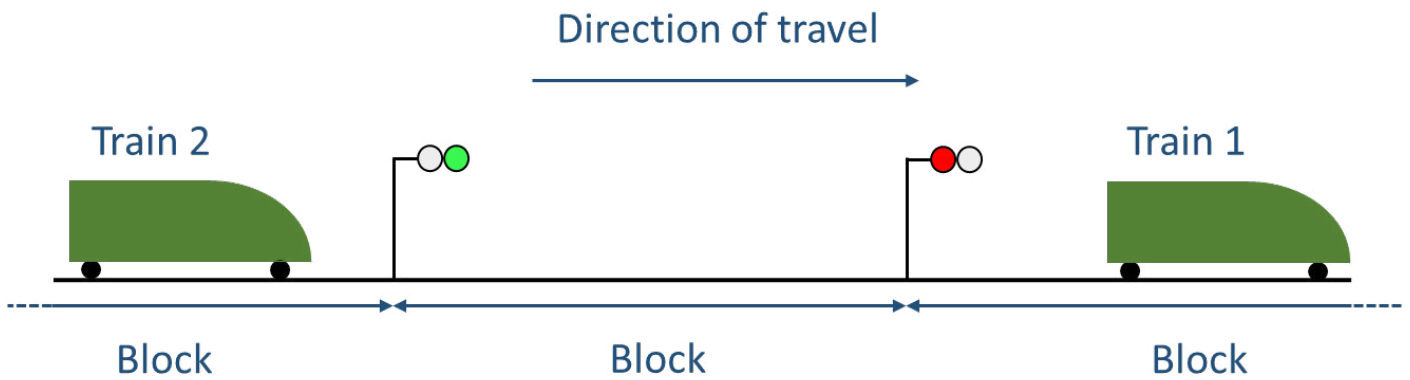 Direction of travel
Train 2
Train 1
Block
Block
Block